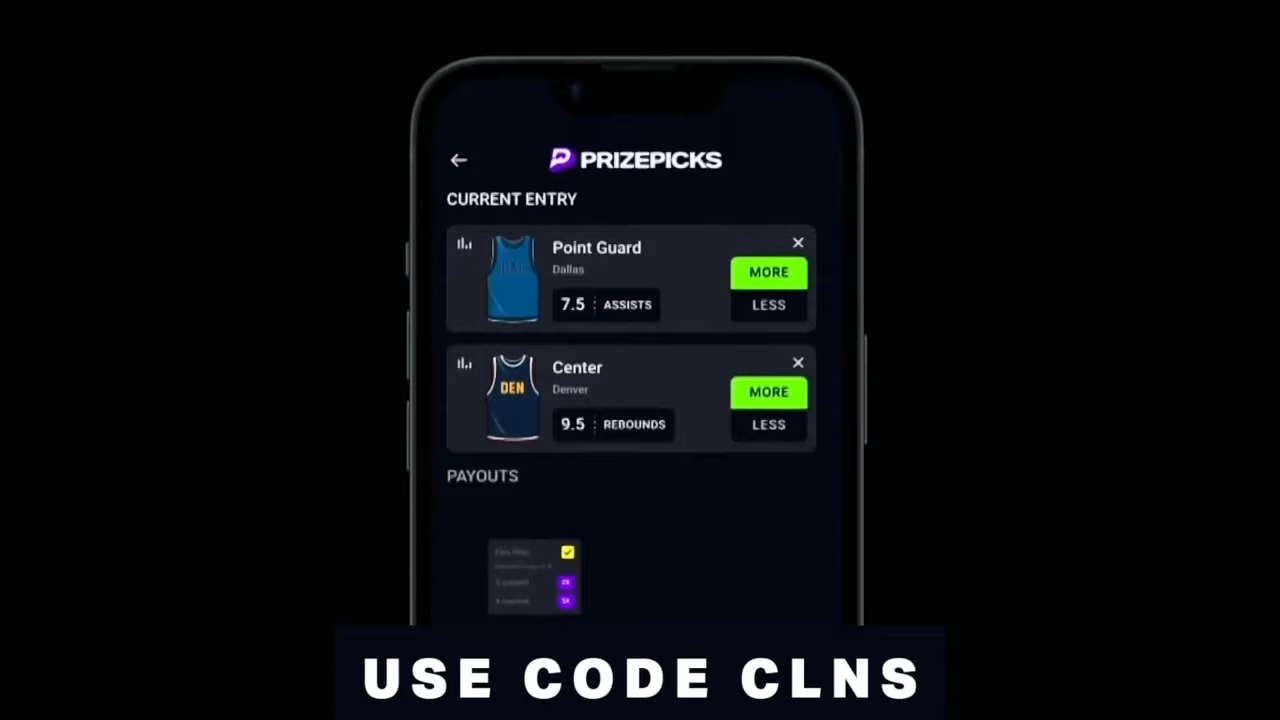 PRIZEPICKS
CURRENT ENTRY
Point Guard
Dallas
7.5 ASSISTS
MORE
LESS
DEN
Center
Denver
9.5 REBOUNDS
MORE
LESS
PAYOUTS
USE CODE CLNS